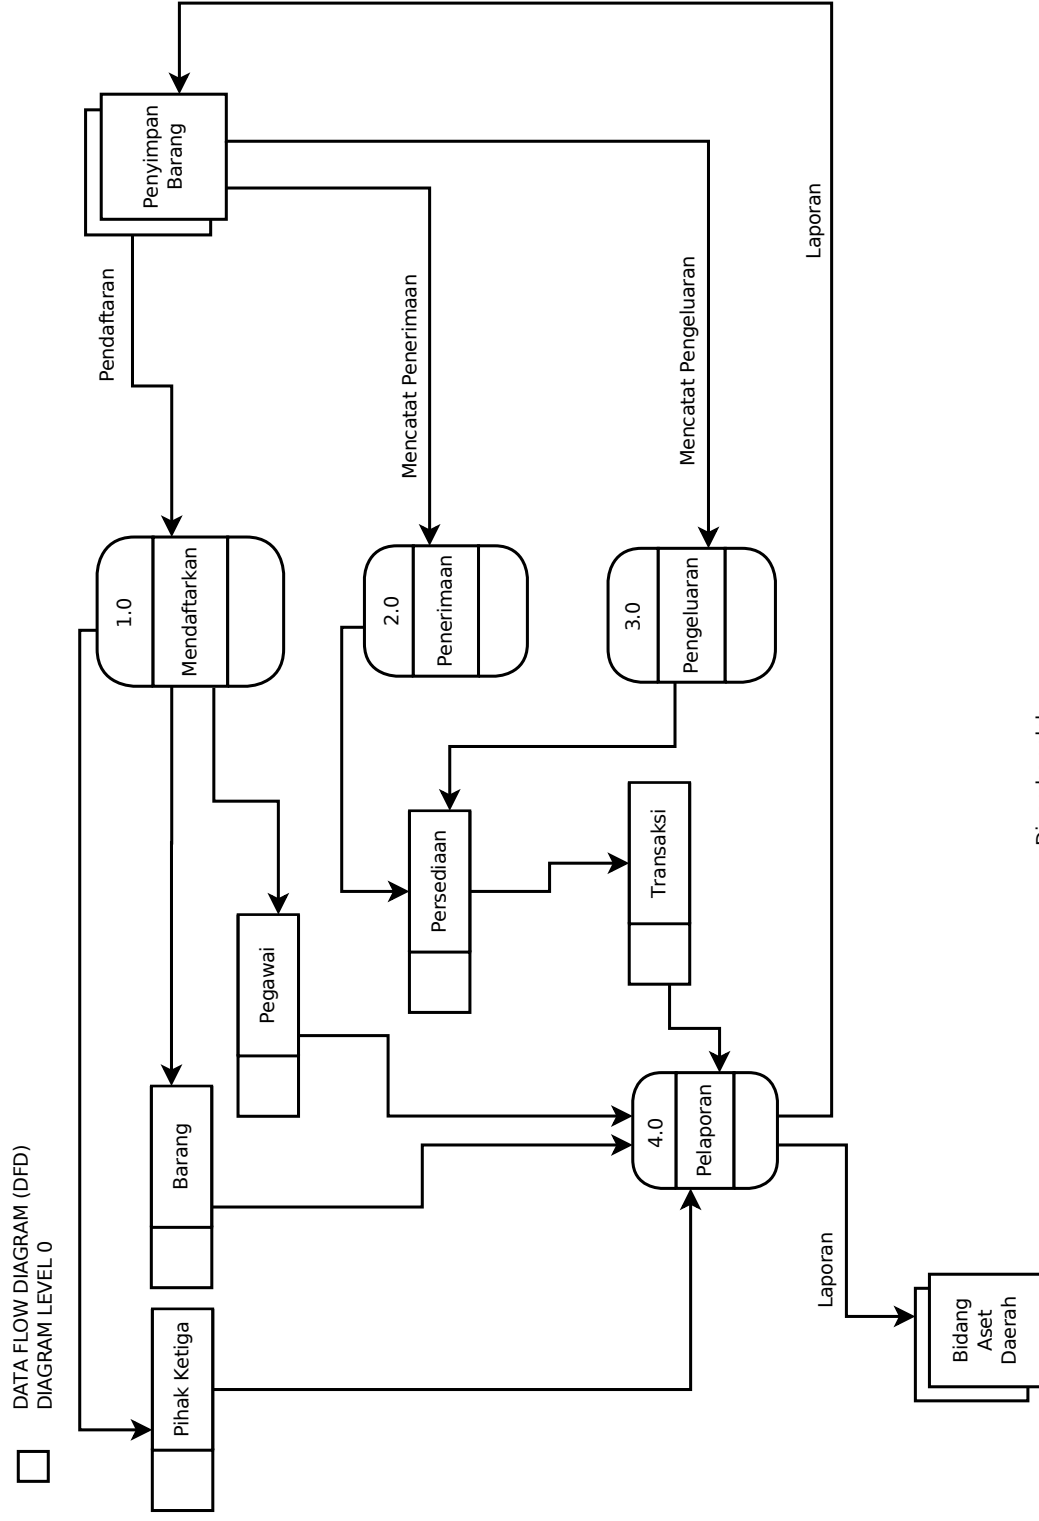 DATA FLOW DIAGRAM (DFD)
DIAGRAM LEVEL 0
Pihak Ketiga
Barang
Pegawai
1.0
Mendaftarkan
Pendaftaran
Penyimpan
Barang
Persediaan
2.0
Penerimaan
Mencatat Penerimaan
Transaksi
3.0
Pengeluaran
Mencatat Pengeluaran
4.0
Pelaporan
Laporan
Laporan
Bidang
Aset
Daerah